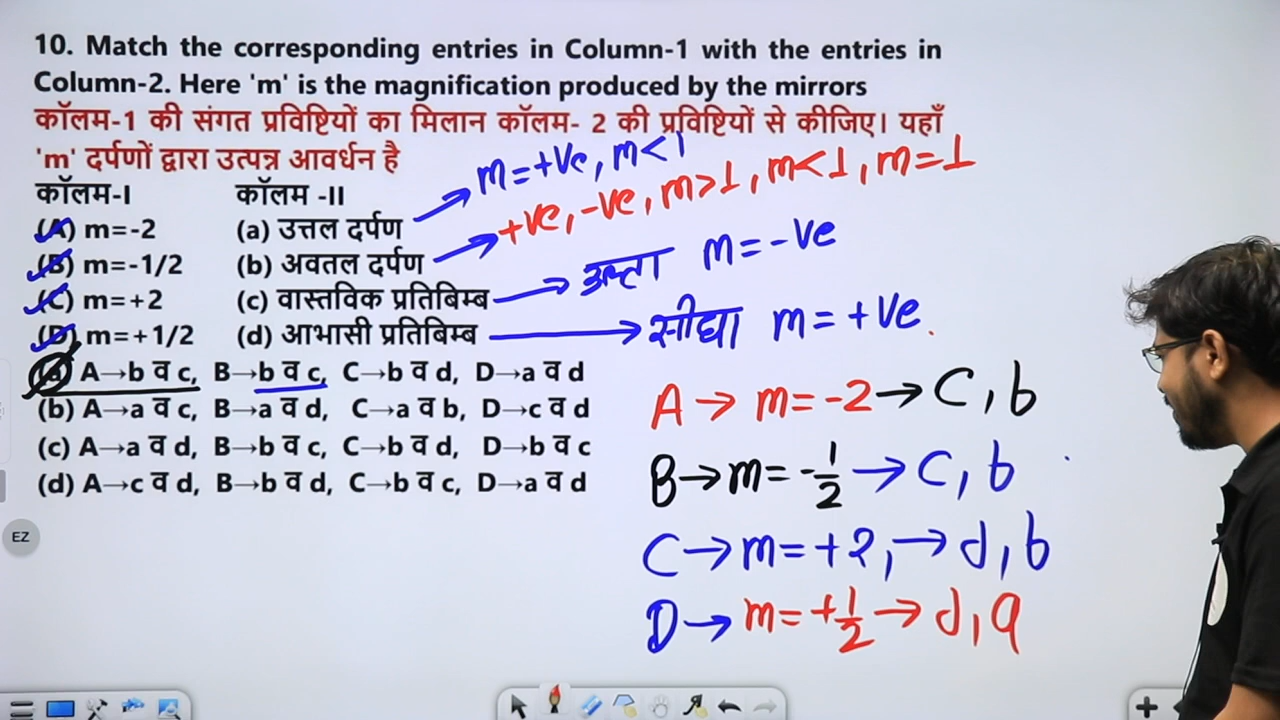 10. Match the corresponding entries in Column-1 with the entries in
Column-2. Here 'm' is the magnification produced by the mirrors
कॉलम-1 की संगत प्रविष्टियों का मिलान कॉलम- 2 की प्रविष्टियों से कीजिए। यहाँ
'm' दर्पणों द्वारा उत्पन्न आवर्धन है
m=+ve, m<1
कॉलम-I कॉलम -II
+ve, -ve, m>1, m<1, m=1
(A) m=-2 (a) उत्तल दर्पण
(B) m=-1/2 (b) अवतल दर्पण
m=-ve
(C) m=+2 (c) वास्तविक प्रतिबिम्ब
(D) m=+1/2 (d) आभासी प्रतिबिम्ब → सीधा m=+ve.
(a) A→b व c, B→b व c, C→b व d, D→a व d
(b) A→a व c, B→a व d, C→a व b, D→c व d
(c) A→a व d, B→b व c, C→b व d, D→b व c
(d) A→c व d, B→b व d, C→b व c, D→a व d
A→ m=-2→ C, b
B→m=-1/2→ C, b
C→m=+2,→d, b
D→ m=+1/2→ d, a
EZ